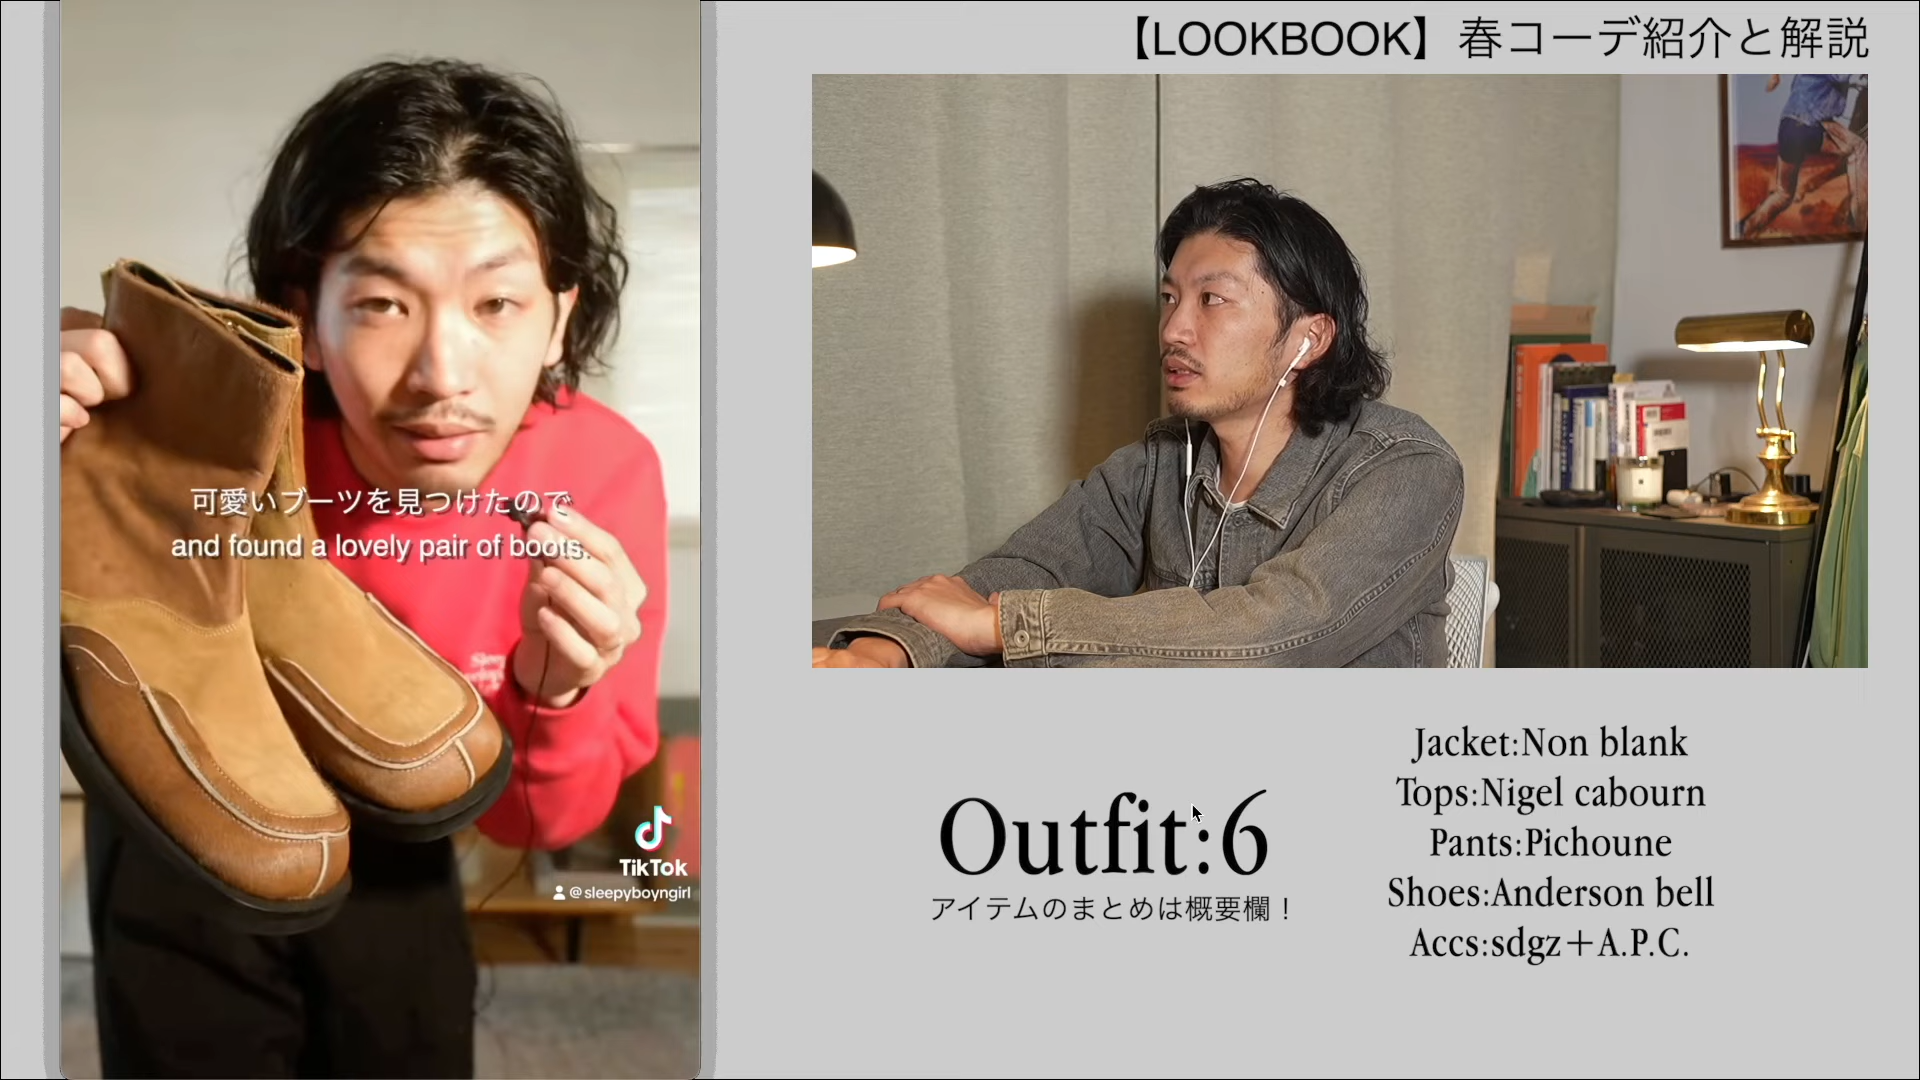 【LOOKBOOK】春コーデ紹介と解説
可愛いブーツを見つけたので
and found a lovely pair of boots.
TikTok
@sleepyboyngirl
Outfit:6
アイテムのまとめは概要欄！
Jacket:Non blank
Tops:Nigel cabourn
Pants:Pichoune
Shoes:Anderson bell
Accs:sdgz+A.P.C.